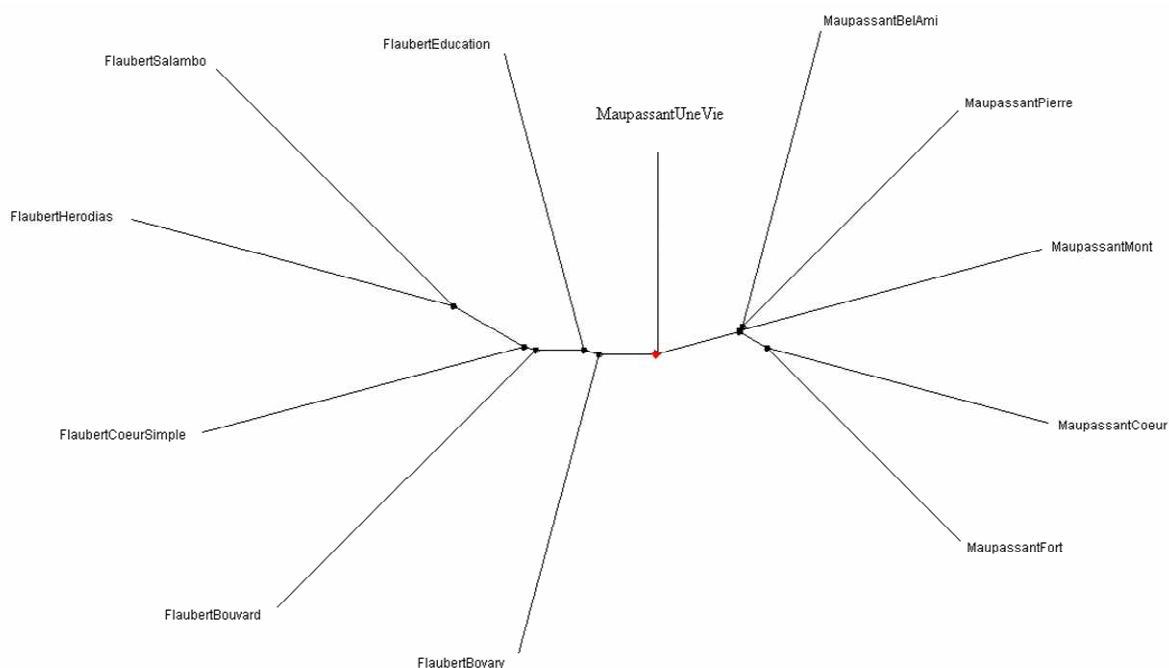 MaupassantBelAmi
FlaubertEducation
FlaubertSalambo
MaupassantPierre
MaupassantUneVie
FlaubertHerodias
MaupassantMont
MaupassantCoeur
FlaubertCoeurSimple
MaupassantFort
FlaubertBouvard
FlaubertBovary